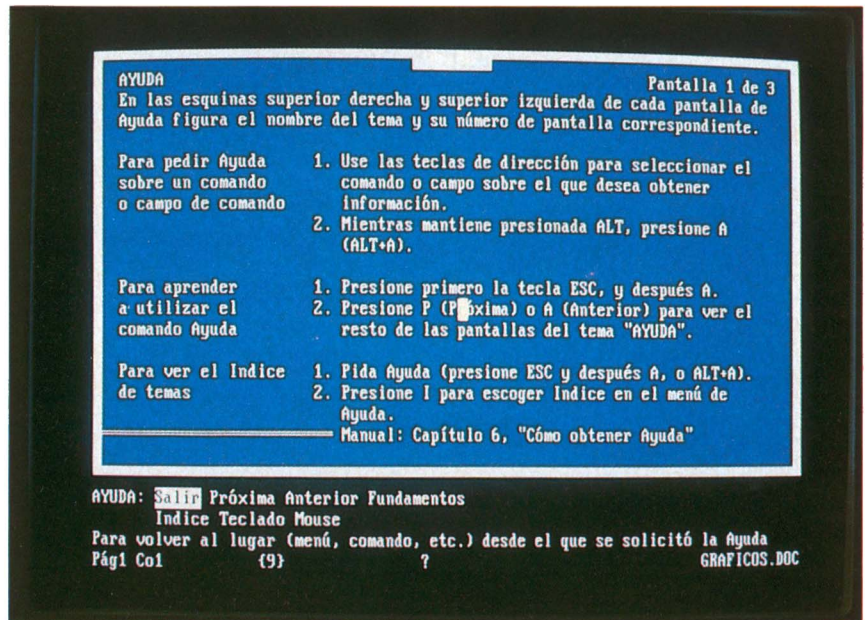 AYUDA Pantalla 1 de 3
En las esquinas superior derecha y superior izquierda de cada pantalla de
Ayuda figura el nombre del tema y su número de pantalla correspondiente.
Para pedir Ayuda 1. Use las teclas de dirección para seleccionar el
sobre un comando comando o campo sobre el que desea obtener
o campo de comando información.
2. Mientras mantiene presionada ALT, presione A
(ALT+A).
Para aprender 1. Presione primero la tecla ESC, y después A.
a utilizar el 2. Presione P (P óxima) o A (Anterior) para ver el
comando Ayuda resto de las pantallas del tema "AYUDA".
Para ver el Indice 1. Pida Ayuda (presione ESC y después A, o ALT+A).
de temas 2. Presione I para escoger Indice en el menú de
Ayuda.
Manual: Capítulo 6, "Cómo obtener Ayuda"
AYUDA: Salir Próxima Anterior Fundamentos
Indice Teclado Mouse
Para volver al lugar (menú, comando, etc.) desde el que se solicitó la Ayuda
Pág1 Co1 {9} ? GRAFICOS.DOC